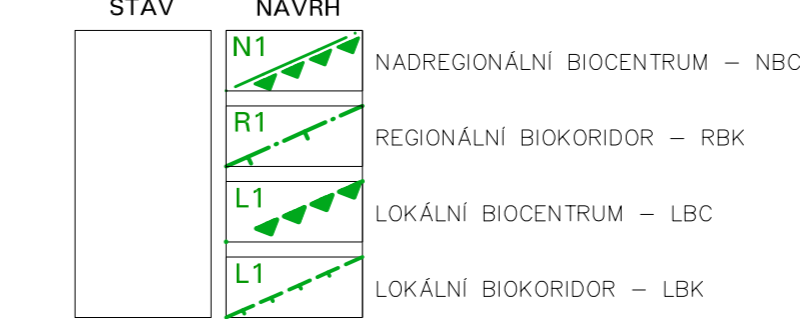 STAV NÁVRH
N1 NADREGIONÁLNÍ BIOCENTRUM – NBC
R1 REGIONÁLNÍ BIOKORIDOR – RBK
L1 LOKÁLNÍ BIOCENTRUM – LBC
L1 LOKÁLNÍ BIOKORIDOR – LBK